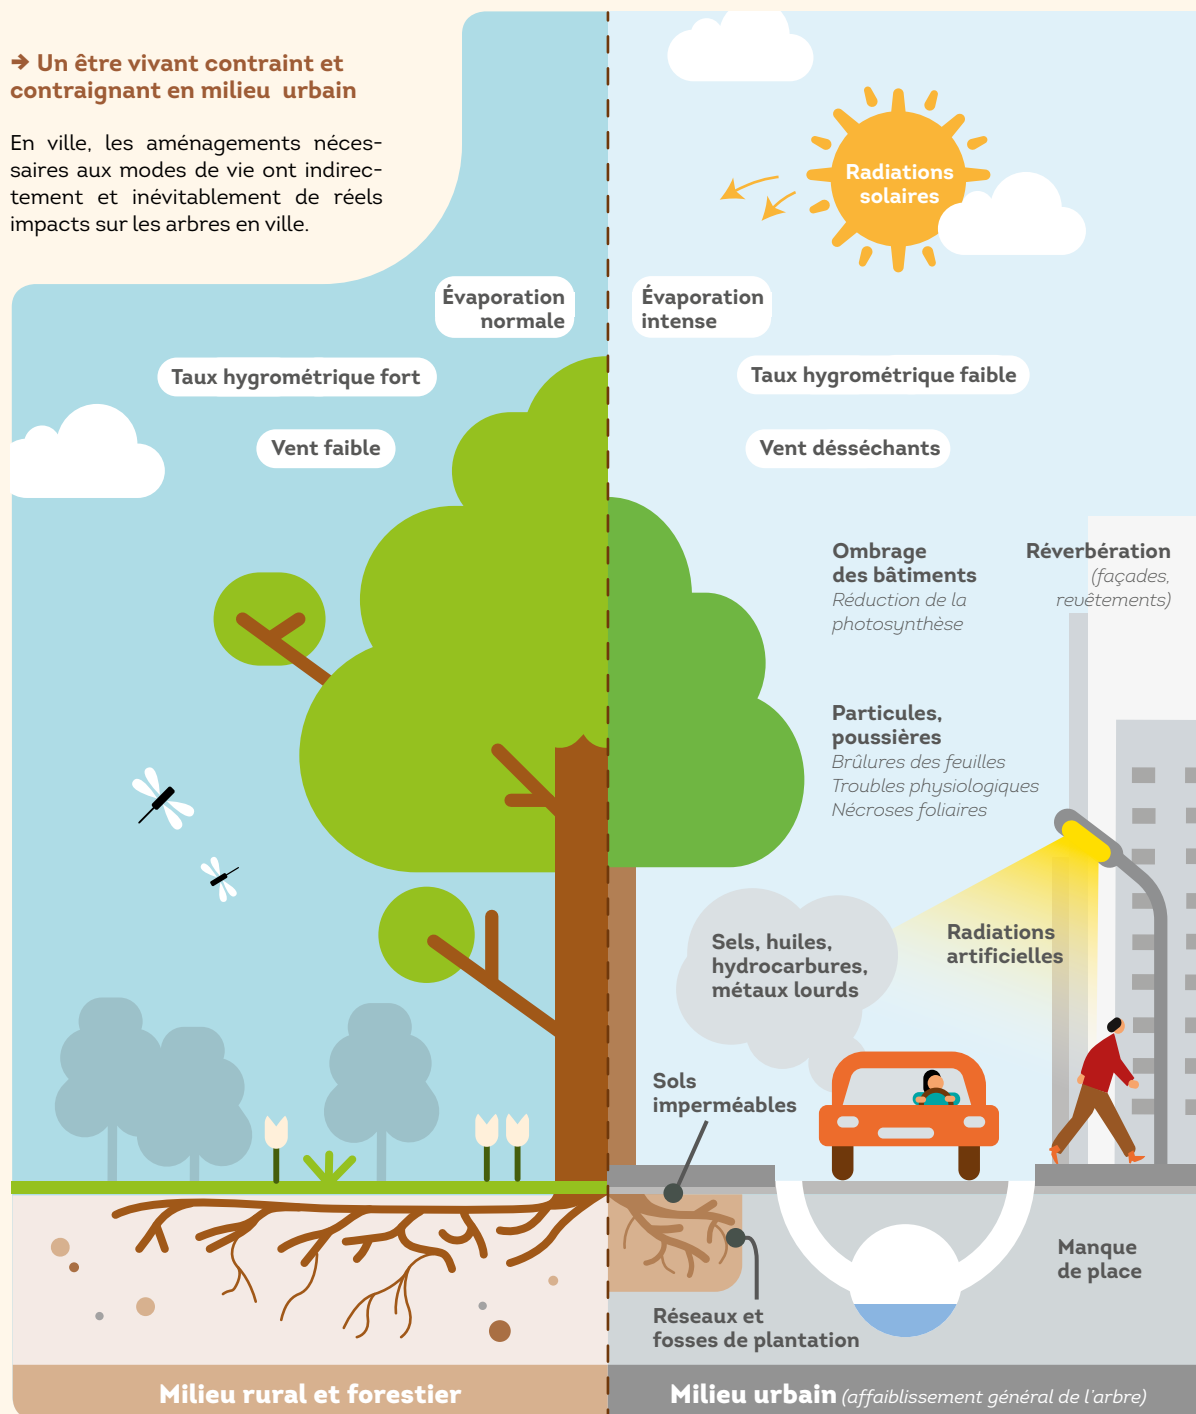 ➔ Un être vivant contraint et
contraignant en milieu urbain
En ville, les aménagements néces-
saires aux modes de vie ont indirec-
tement et inévitablement de réels
impacts sur les arbres en ville.
Radiations
solaires
Évaporation
normale
Évaporation
intense
Taux hygrométrique fort
Taux hygrométrique faible
Vent faible
Vent désséchants
Ombrage
des bâtiments
Réduction de la
photosynthèse
Réverbération
(façades,
revêtements)
Particules,
poussières
Brûlures des feuilles
Troubles physiologiques
Nécroses foliaires
Sels, huiles,
hydrocarbures,
métaux lourds
Radiations
artificielles
Sols
imperméables
Manque
de place
Réseaux et
fosses de plantation
Milieu rural et forestier
Milieu urbain (affaiblissement général de l'arbre)